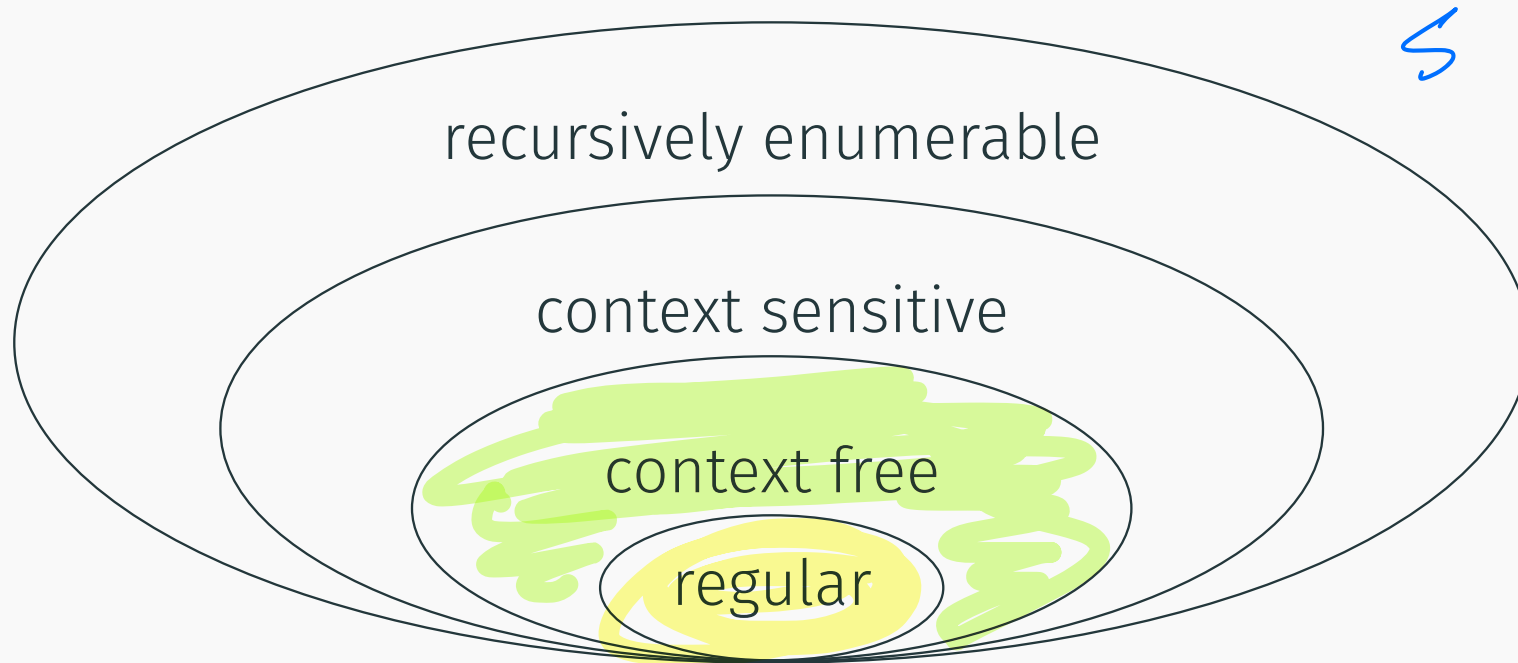 S
recursively enumerable
context sensitive
context free
regular